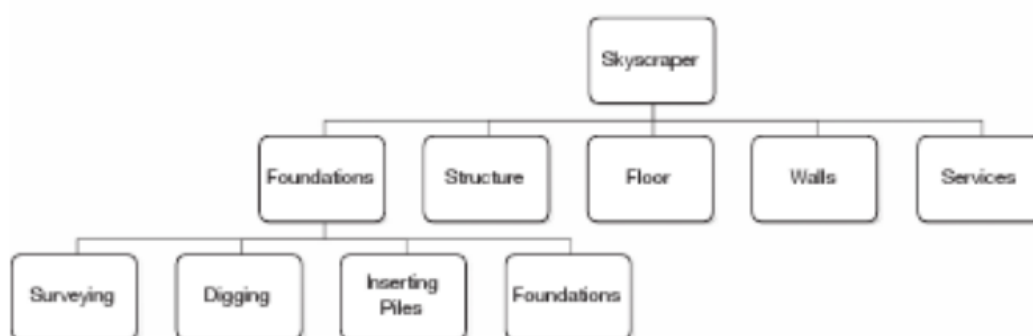 Skyscraper
Foundations
Structure
Floor
Walls
Services
Surveying
Digging
Inserting
Piles
Foundations